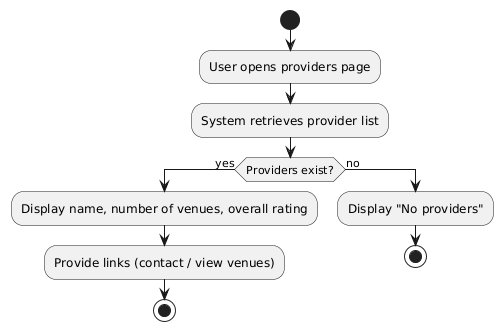 User opens providers page
System retrieves provider list
yes
Providers exist?
no
Display name, number of venues, overall rating
Display "No providers"
Provide links (contact / view venues)